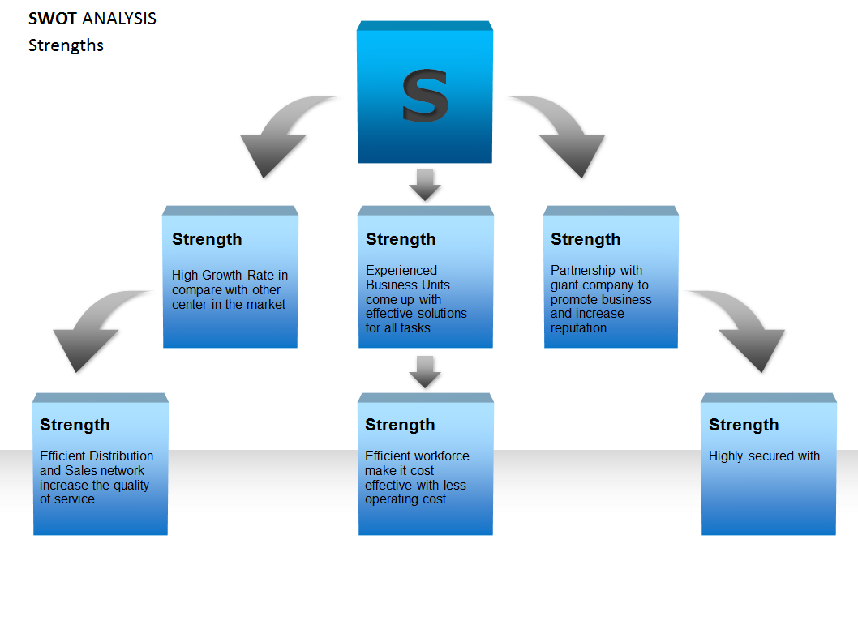 SWOT ANALYSIS
Strengths
S
Strength
High Growth Rate in
compare with other
center in the market
Strength
Experienced
Business Units
come up with
effective solutions
for all tasks
Strength
Partnership with
giant company to
promote business
and increase
reputation
Strength
Efficient Distribution
and Sales network
increase the quality
of service
Strength
Efficient workforce
make it cost
effective with less
operating cost
Strength
Highly secured with